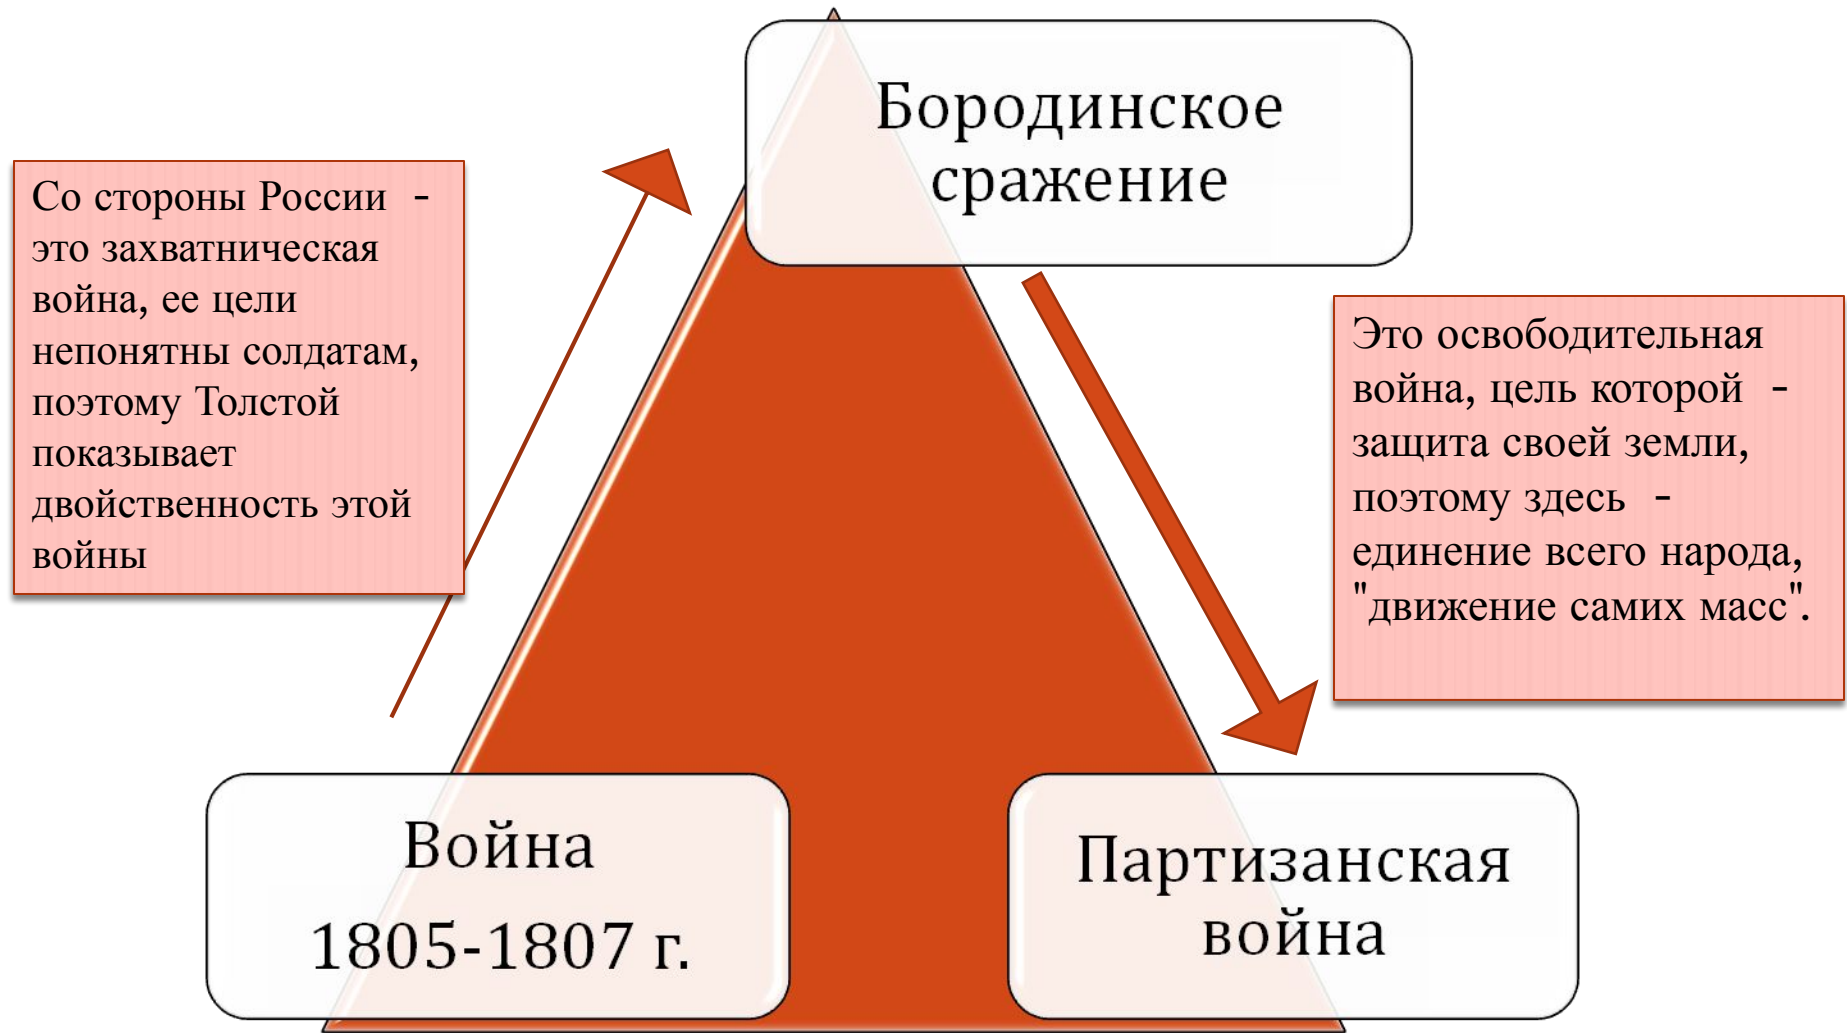 Бородинское
сражение
Со стороны России -
это захватническая
война, ее цели
непонятны солдатам,
поэтому Толстой
показывает
двойственность этой
войны
Это освободительная
война, цель которой -
защита своей земли,
поэтому здесь -
единение всего народа,
"движение самих масс".
Война
1805-1807 г.
Партизанская
война